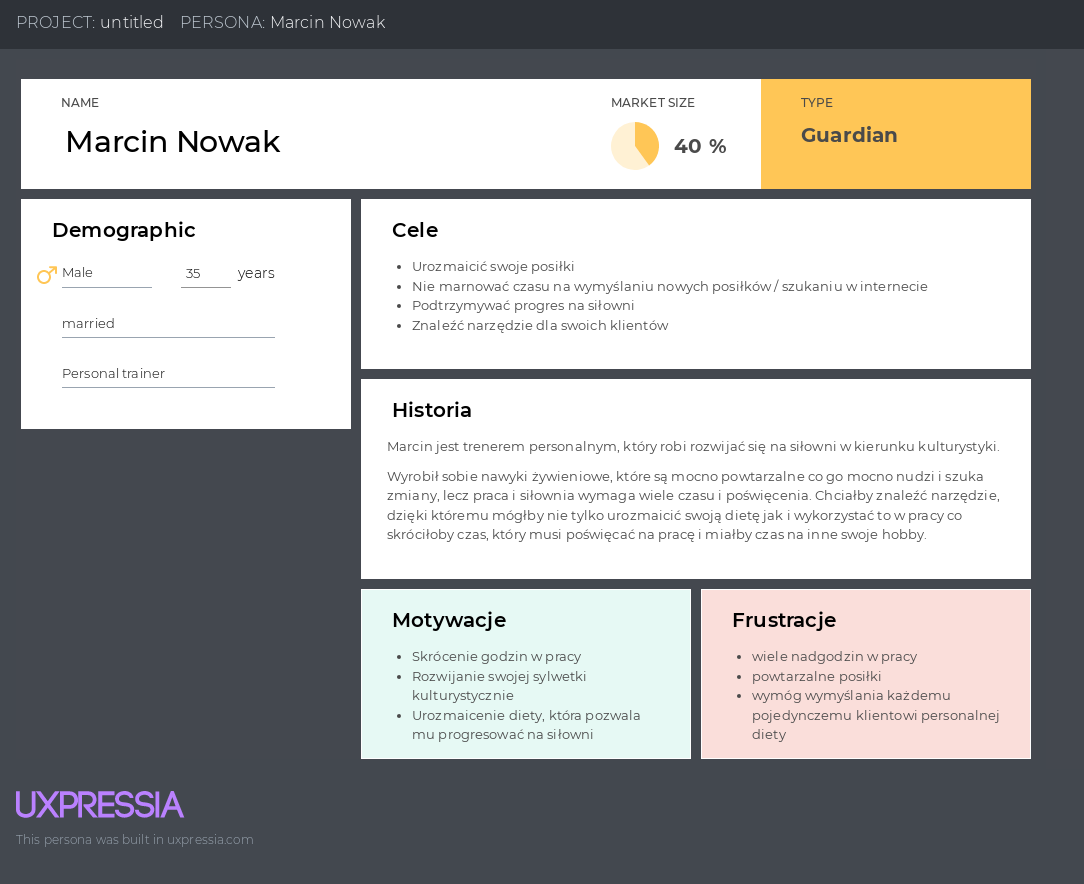 PROJECT: untitled PERSONA: Marcin Nowak
NAME
Marcin Nowak
MARKET SIZE
40 %
TYPE
Guardian
Demographic
Male 35 years
married
Personal trainer
Cele
Urozmaicić swoje posiłki
Nie marnować czasu na wymyślaniu nowych posiłków / szukaniu w internecie
Podtrzymywać progres na siłowni
Znaleźć narzędzie dla swoich klientów
Historia
Marcin jest trenerem personalnym, który robi rozwijać się na siłowni w kierunku kulturystyki.
Wyrobił sobie nawyki żywieniowe, które są mocno powtarzalne co go mocno nudzi i szuka
zmiany, lecz praca i siłownia wymaga wiele czasu i poświęcenia. Chciałby znaleźć narzędzie,
dzięki któremu mógłby nie tylko urozmaicić swoją dietę jak i wykorzystać to w pracy co
skróciłoby czas, który musi poświęcać na pracę i miałby czas na inne swoje hobby.
Motywacje
Skrócenie godzin w pracy
Rozwijanie swojej sylwetki
kulturystycznie
Urozmaicenie diety, która pozwala
mu progresować na siłowni
Frustracje
wiele nadgodzin w pracy
powtarzalne posiłki
wymóg wymyślania każdemu
pojedynczemu klientowi personalnej
diety
UXPRESSIA
This persona was built in uxpressia.com